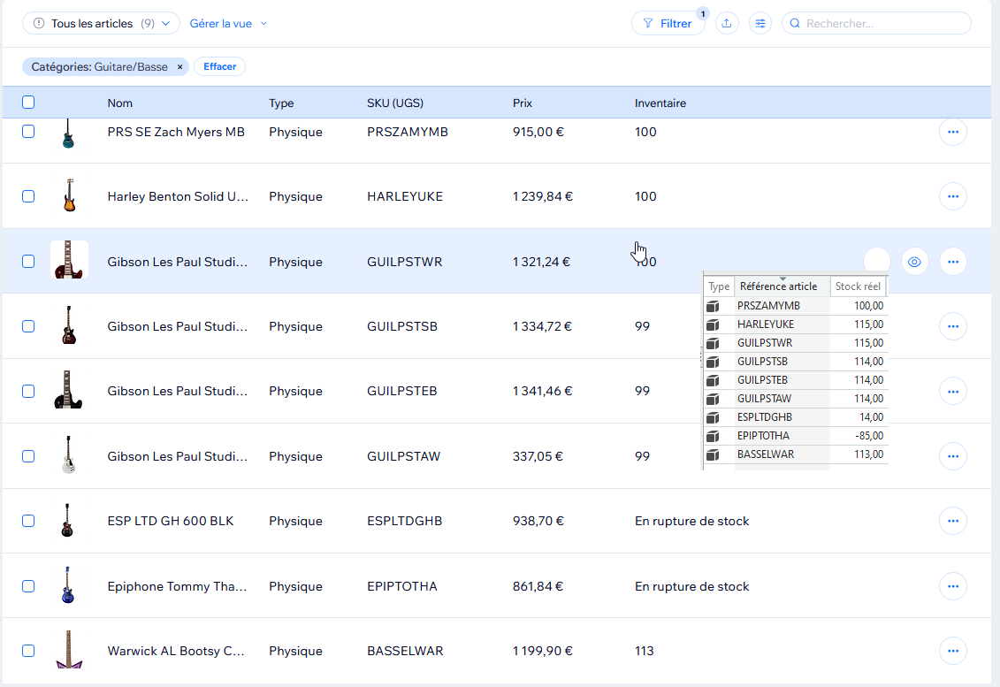 Tous les articles (9) Gérer la vue Filtrer 1 Rechercher...
Catégories: Guitare/Basse × Effacer
Nom Type SKU (UGS) Prix Inventaire
PRS SE Zach Myers MB Physique PRSZAMYMB 915,00 € 100
Harley Benton Solid U... Physique HARLEYUKE 1 239,84 € 100
Gibson Les Paul Studi... Physique GUILPSTWR 1 321,24 € 100
Gibson Les Paul Studi... Physique GUILPSTSB 1 334,72 € 99
Gibson Les Paul Studi... Physique GUILPSTEB 1 341,46 € 99
Gibson Les Paul Studi... Physique GUILPSTAW 337,05 € 99
ESP LTD GH 600 BLK Physique ESPLTDGHB 938,70 € En rupture de stock
Epiphone Tommy Tha... Physique EPIPTOTHA 861,84 € En rupture de stock
Warwick AL Bootsy C... Physique BASSELWAR 1 199,90 € 113
Type Référence article Stock réel
PRSZAMYMB 100,00
HARLEYUKE 115,00
GUILPSTWR 115,00
GUILPSTSB 114,00
GUILPSTEB 114,00
GUILPSTAW 114,00
ESPLTDGHB 14,00
EPIPTOTHA -85,00
BASSELWAR 113,00